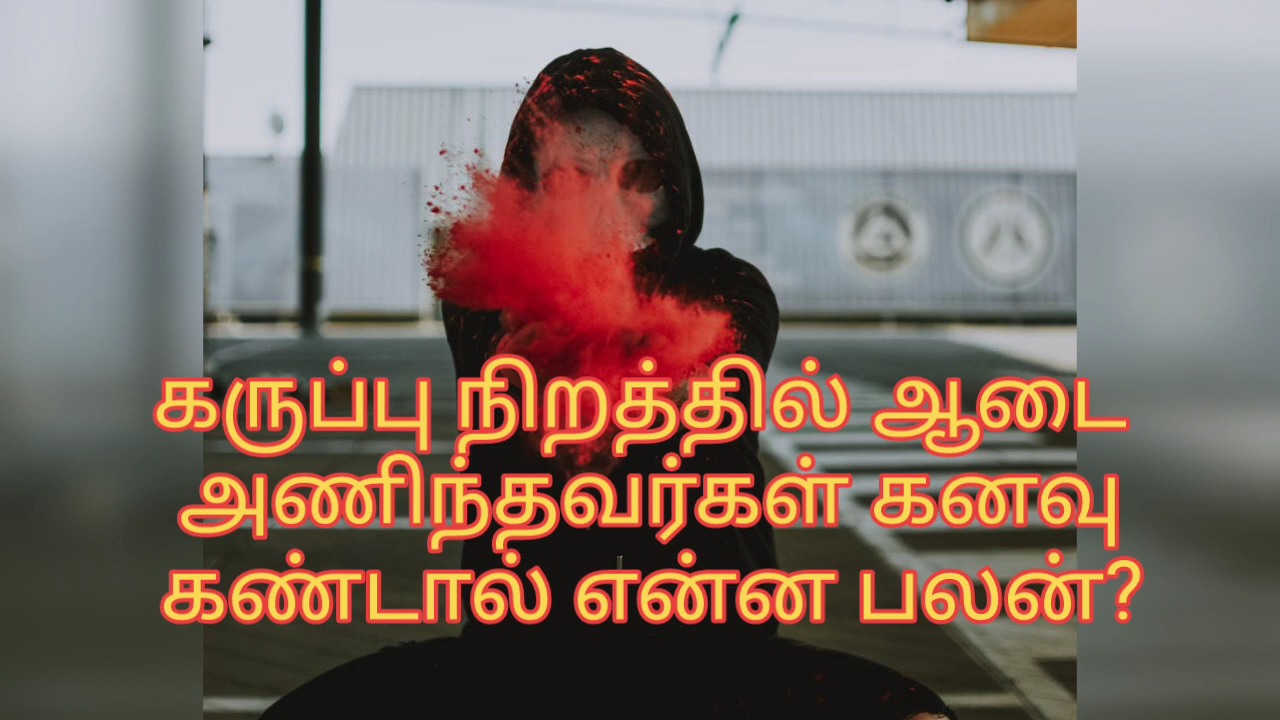 கருப்பு நிறத்தில் ஆடை
அணிந்தவர்கள் கனவு
கண்டால் என்ன பலன்?